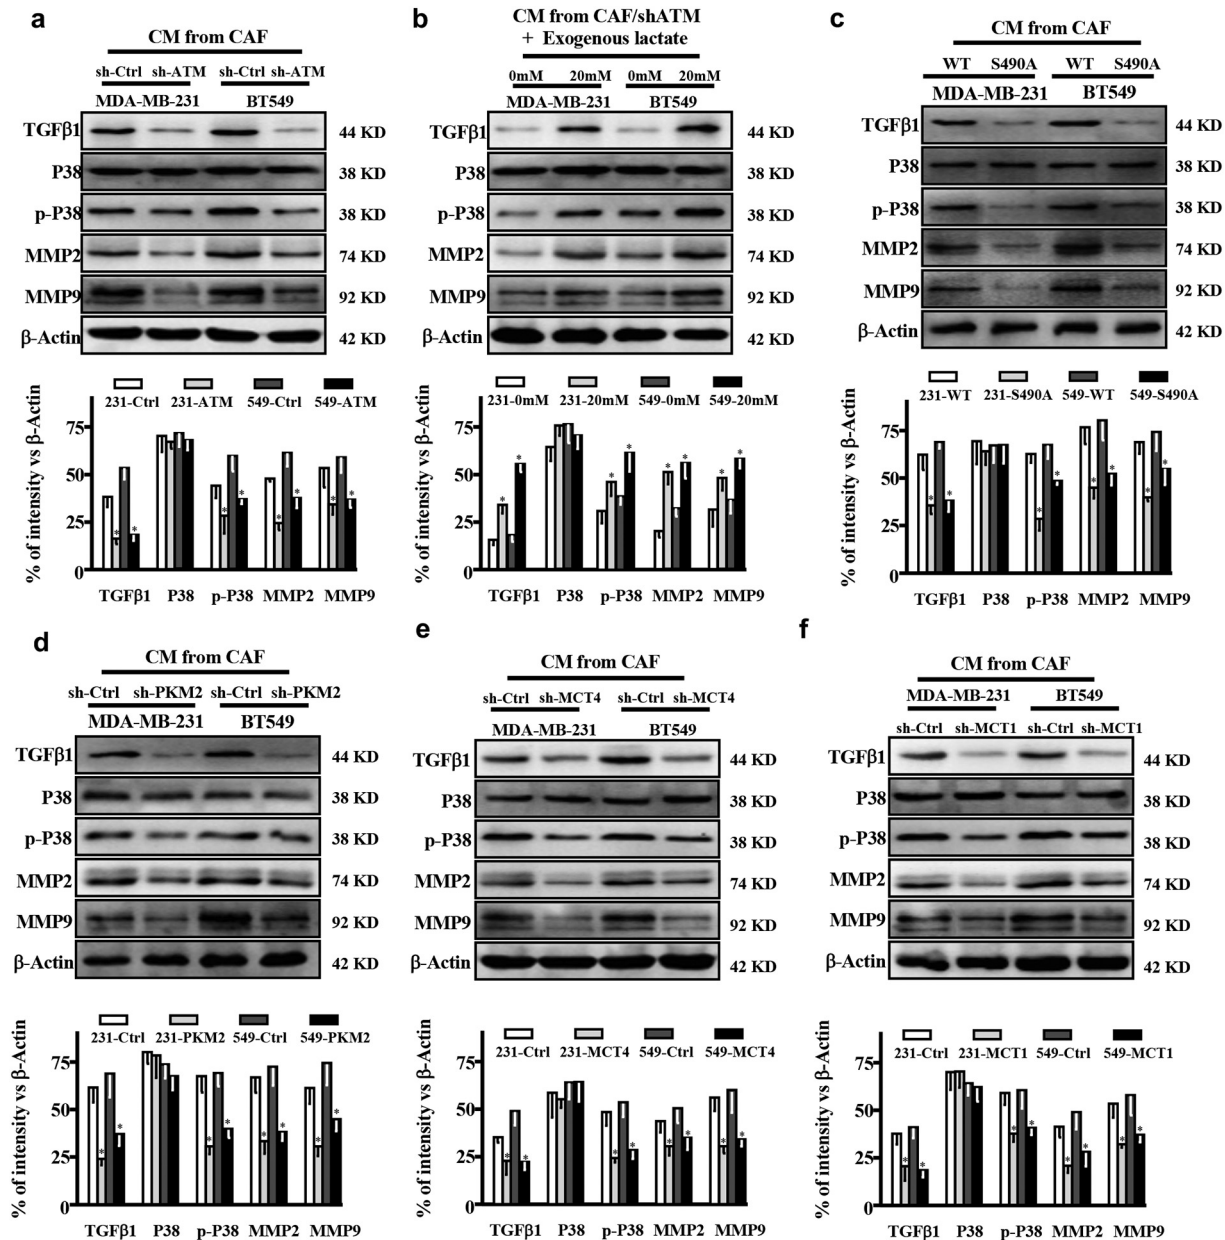 a
CM from CAF
sh-Ctrl sh-ATM sh-Ctrl sh-ATM
MDA-MB-231 BT549
TGFβ1 44 KD
P38 38 KD
p-P38 38 KD
MMP2 74 KD
MMP9 92 KD
β-Actin 42 KD
231-Ctrl 231-ATM 549-Ctrl 549-ATM
% of intensity vs β-Actin
75
50
25
0
* * * * * * * *
TGFβ1 P38 p-P38 MMP2 MMP9
b
CM from CAF/shATM
+ Exogenous lactate
0mM 20mM 0mM 20mM
MDA-MB-231 BT549
TGFβ1 44 KD
P38 38 KD
p-P38 38 KD
MMP2 74 KD
MMP9 92 KD
β-Actin 42 KD
231-0mM 231-20mM 549-0mM 549-20mM
% of intensity vs β-Actin
75
50
25
0
* * * * * * * *
TGFβ1 P38 p-P38 MMP2 MMP9
c
CM from CAF
WT S490A WT S490A
MDA-MB-231 BT549
TGFβ1 44 KD
P38 38 KD
p-P38 38 KD
MMP2 74 KD
MMP9 92 KD
β-Actin 42 KD
231-WT 231-S490A 549-WT 549-S490A
% of intensity vs β-Actin
75
50
25
0
* * * * * * * *
TGFβ1 P38 p-P38 MMP2 MMP9
d
CM from CAF
sh-Ctrl sh-PKM2 sh-Ctrl sh-PKM2
MDA-MB-231 BT549
TGFβ1 44 KD
P38 38 KD
p-P38 38 KD
MMP2 74 KD
MMP9 92 KD
β-Actin 42 KD
231-Ctrl 231-PKM2 549-Ctrl 549-PKM2
% of intensity vs β-Actin
75
50
25
0
* * * * * * * *
TGFβ1 P38 p-P38 MMP2 MMP9
e
CM from CAF
sh-Ctrl sh-MCT4 sh-Ctrl sh-MCT4
MDA-MB-231 BT549
TGFβ1 44 KD
P38 38 KD
p-P38 38 KD
MMP2 74 KD
MMP9 92 KD
β-Actin 42 KD
231-Ctrl 231-MCT4 549-Ctrl 549-MCT4
% of intensity vs β-Actin
75
50
25
0
* * * * * * * *
TGFβ1 P38 p-P38 MMP2 MMP9
f
CM from CAF
MDA-MB-231 BT549
sh-Ctrl sh-MCT1 sh-Ctrl sh-MCT1
TGFβ1 44 KD
P38 38 KD
p-P38 38 KD
MMP2 74 KD
MMP9 92 KD
β-Actin 42 KD
231-Ctrl 231-MCT1 549-Ctrl 549-MCT1
% of intensity vs β-Actin
75
50
25
0
* * * * * * * *
TGFβ1 P38 p-P38 MMP2 MMP9